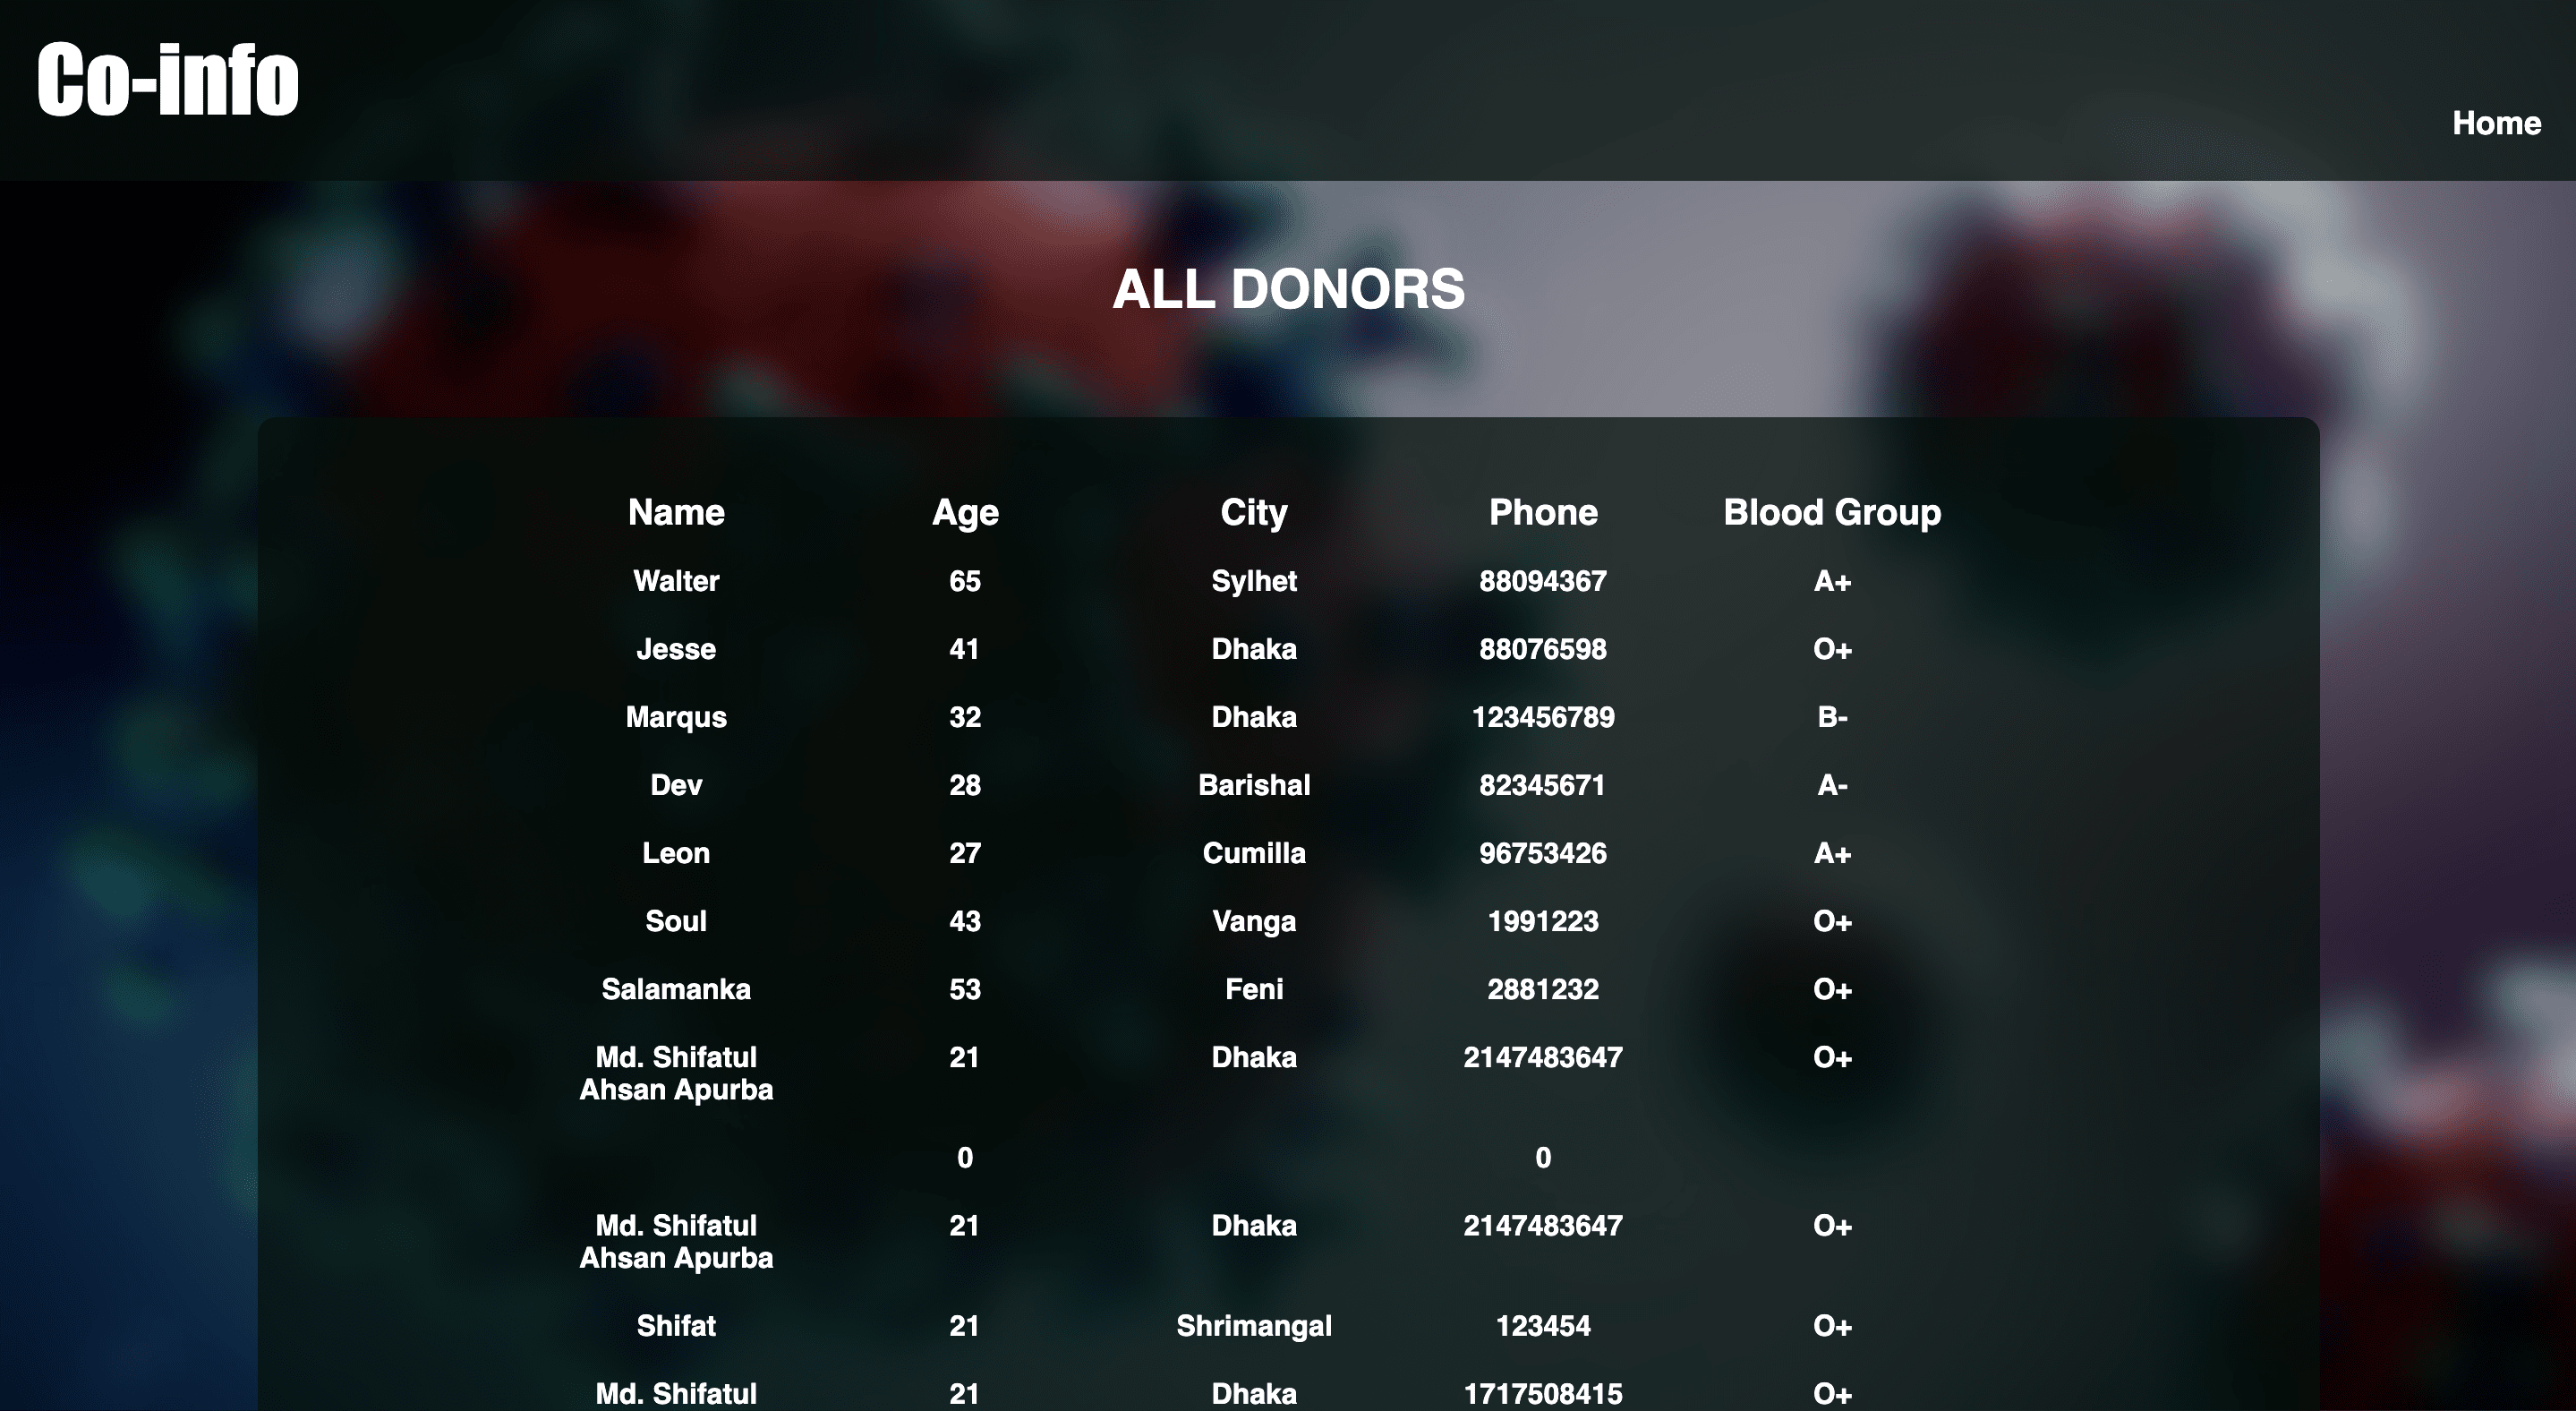 Co-info
Home
ALL DONORS
Name Age City Phone Blood Group
Walter 65 Sylhet 88094367 A+
Jesse 41 Dhaka 88076598 O+
Marqus 32 Dhaka 123456789 B-
Dev 28 Barishal 82345671 A-
Leon 27 Cumilla 96753426 A+
Soul 43 Vanga 1991223 O+
Salamanka 53 Feni 2881232 O+
Md. Shifatul 21 Dhaka 2147483647 O+
Ahsan Apurba
0 0
Md. Shifatul 21 Dhaka 2147483647 O+
Ahsan Apurba
Shifat 21 Shrimangal 123454 O+
Md. Shifatul 21 Dhaka 1717508415 O+